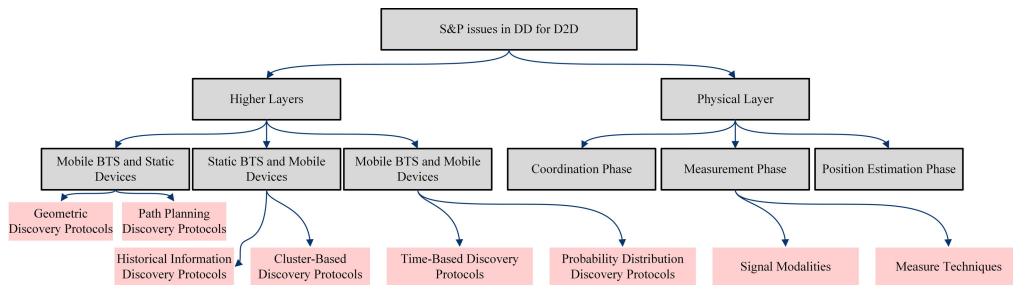 S&P issues in DD for D2D
Higher Layers
Physical Layer
Mobile BTS and Static
Devices
Static BTS and Mobile
Devices
Mobile BTS and Mobile
Devices
Coordination Phase
Measurement Phase
Position Estimation Phase
Geometric
Discovery Protocols
Path Planning
Discovery Protocols
Historical Information
Discovery Protocols
Cluster-Based
Discovery Protocols
Time-Based Discovery
Protocols
Probability Distribution
Discovery Protocols
Signal Modalities
Measure Techniques